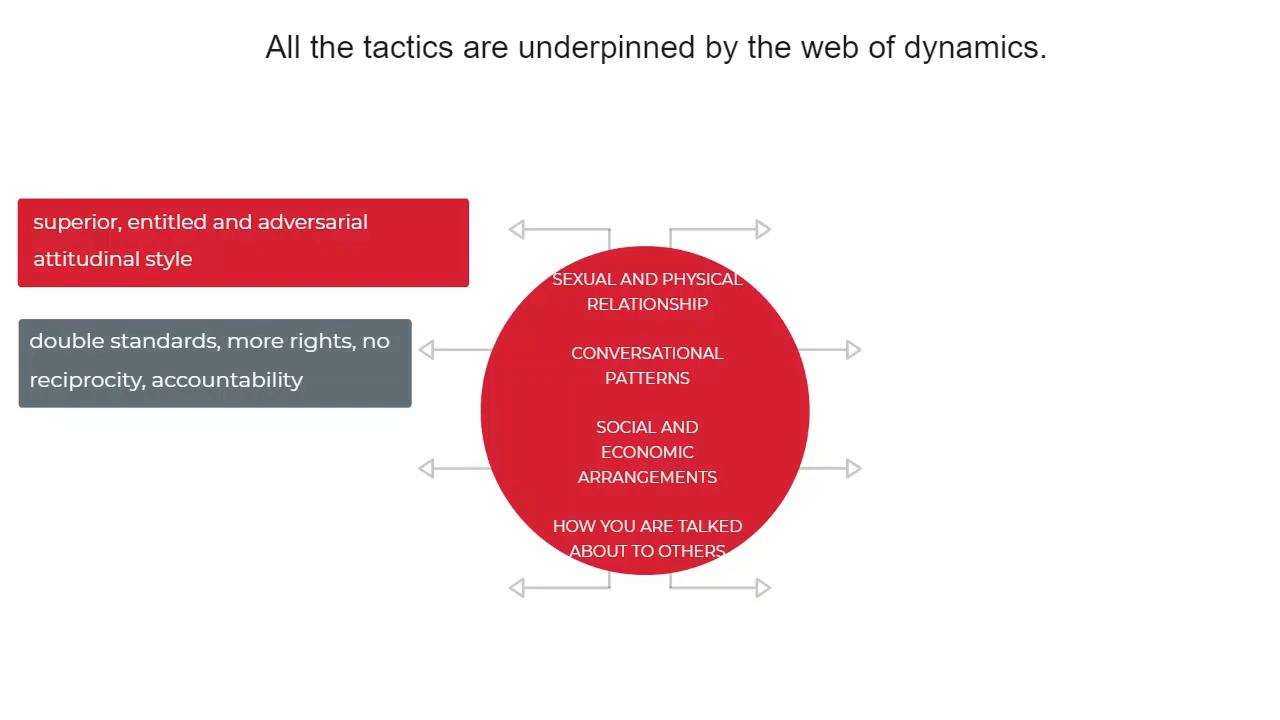 All the tactics are underpinned by the web of dynamics.
superior, entitled and adversarial
attitudinal style
double standards, more rights, no
reciprocity, accountability
SEXUAL AND PHYSICAL
RELATIONSHIP
CONVERSATIONAL
PATTERNS
SOCIAL AND
ECONOMIC
ARRANGEMENTS
HOW YOU ARE TALKED
ABOUT TO OTHERS